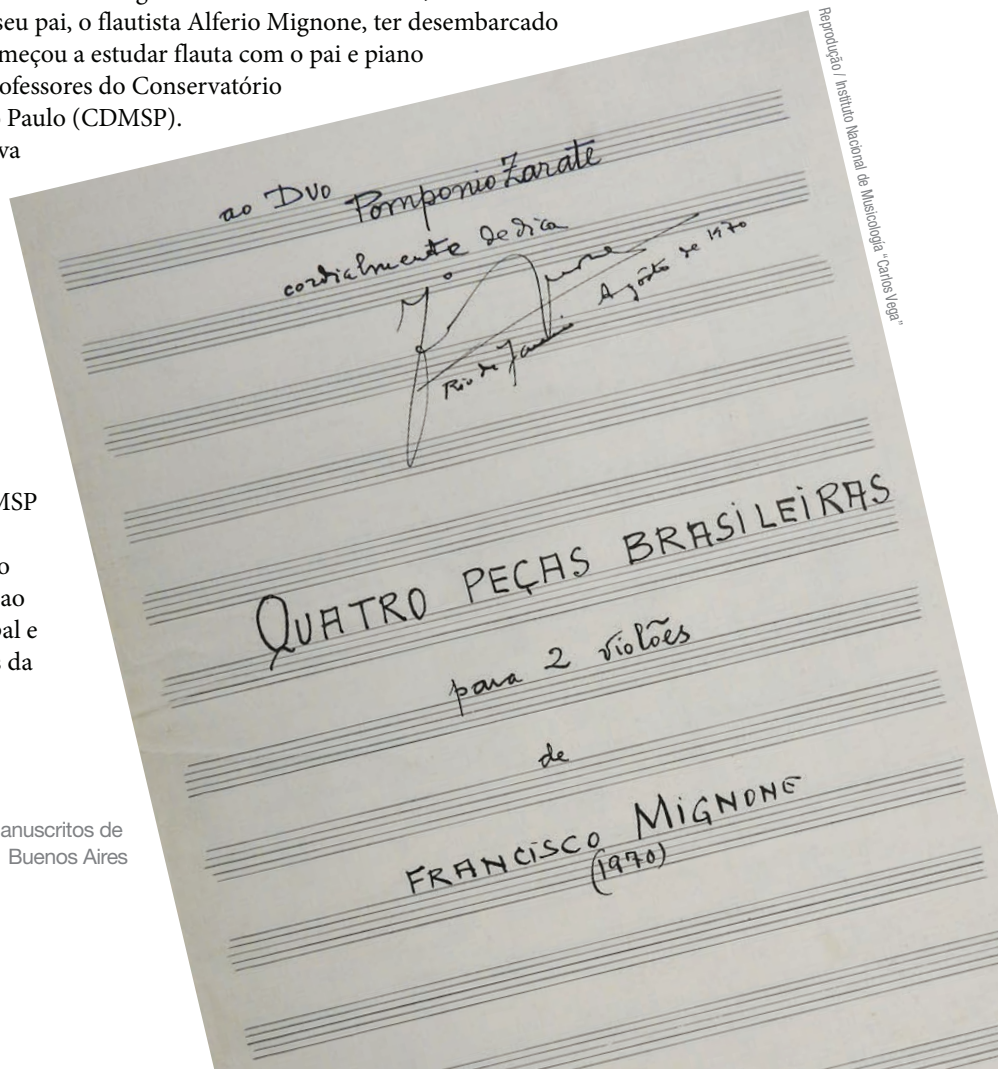 seu pai, o flautista Alferio Mignone, ter desembarcado
meçou a estudar flauta com o pai e piano
ofessores do Conservatório
Paulo (CDMSP).
va
Reprodução / Instituto Nacional de Musicología "Carlos Vega"
ao DUO Pomponio Zarate
cordialmente dedica
Rio de Janeiro Agôsto de 1970
MSP
o
ao
pal e
s da
QUATRO PEÇAS BRASILEIRAS
para 2 violões
de
FRANCISCO MIGNONE
(1970)
anuscritos de
Buenos Aires